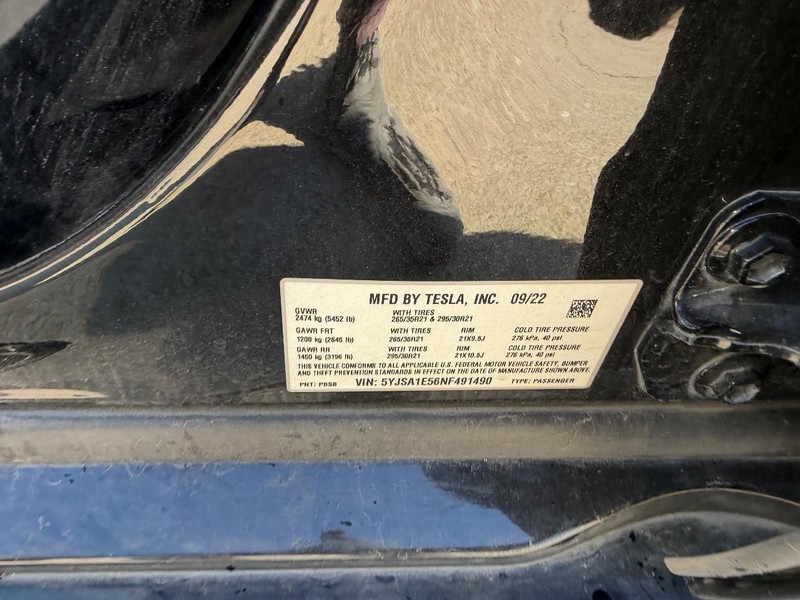 MFD BY TESLA, INC. 09/22
GVWR WITH TIRES
2474 kg (5452 lb) 265/35R21 & 295/30R21
GAWR FRT WITH TIRES RIM COLD TIRE PRESSURE
1200 kg (2646 lb) 265/35R21 21X9.5J 276 kPa, 40 psi
GAWR RR WITH TIRES RIM COLD TIRE PRESSURE
1450 kg (3196 lb) 295/30R21 21X10.5J 276 kPa, 40 psi
THIS VEHICLE CONFORMS TO ALL APPLICABLE U.S. FEDERAL MOTOR VEHICLE SAFETY, BUMPER
AND THEFT PREVENTION STANDARDS IN EFFECT ON THE DATE OF MANUFACTURE SHOWN ABOVE.
PNT: PBSB VIN: 5YJSA1E56NF491490 TYPE: PASSENGER